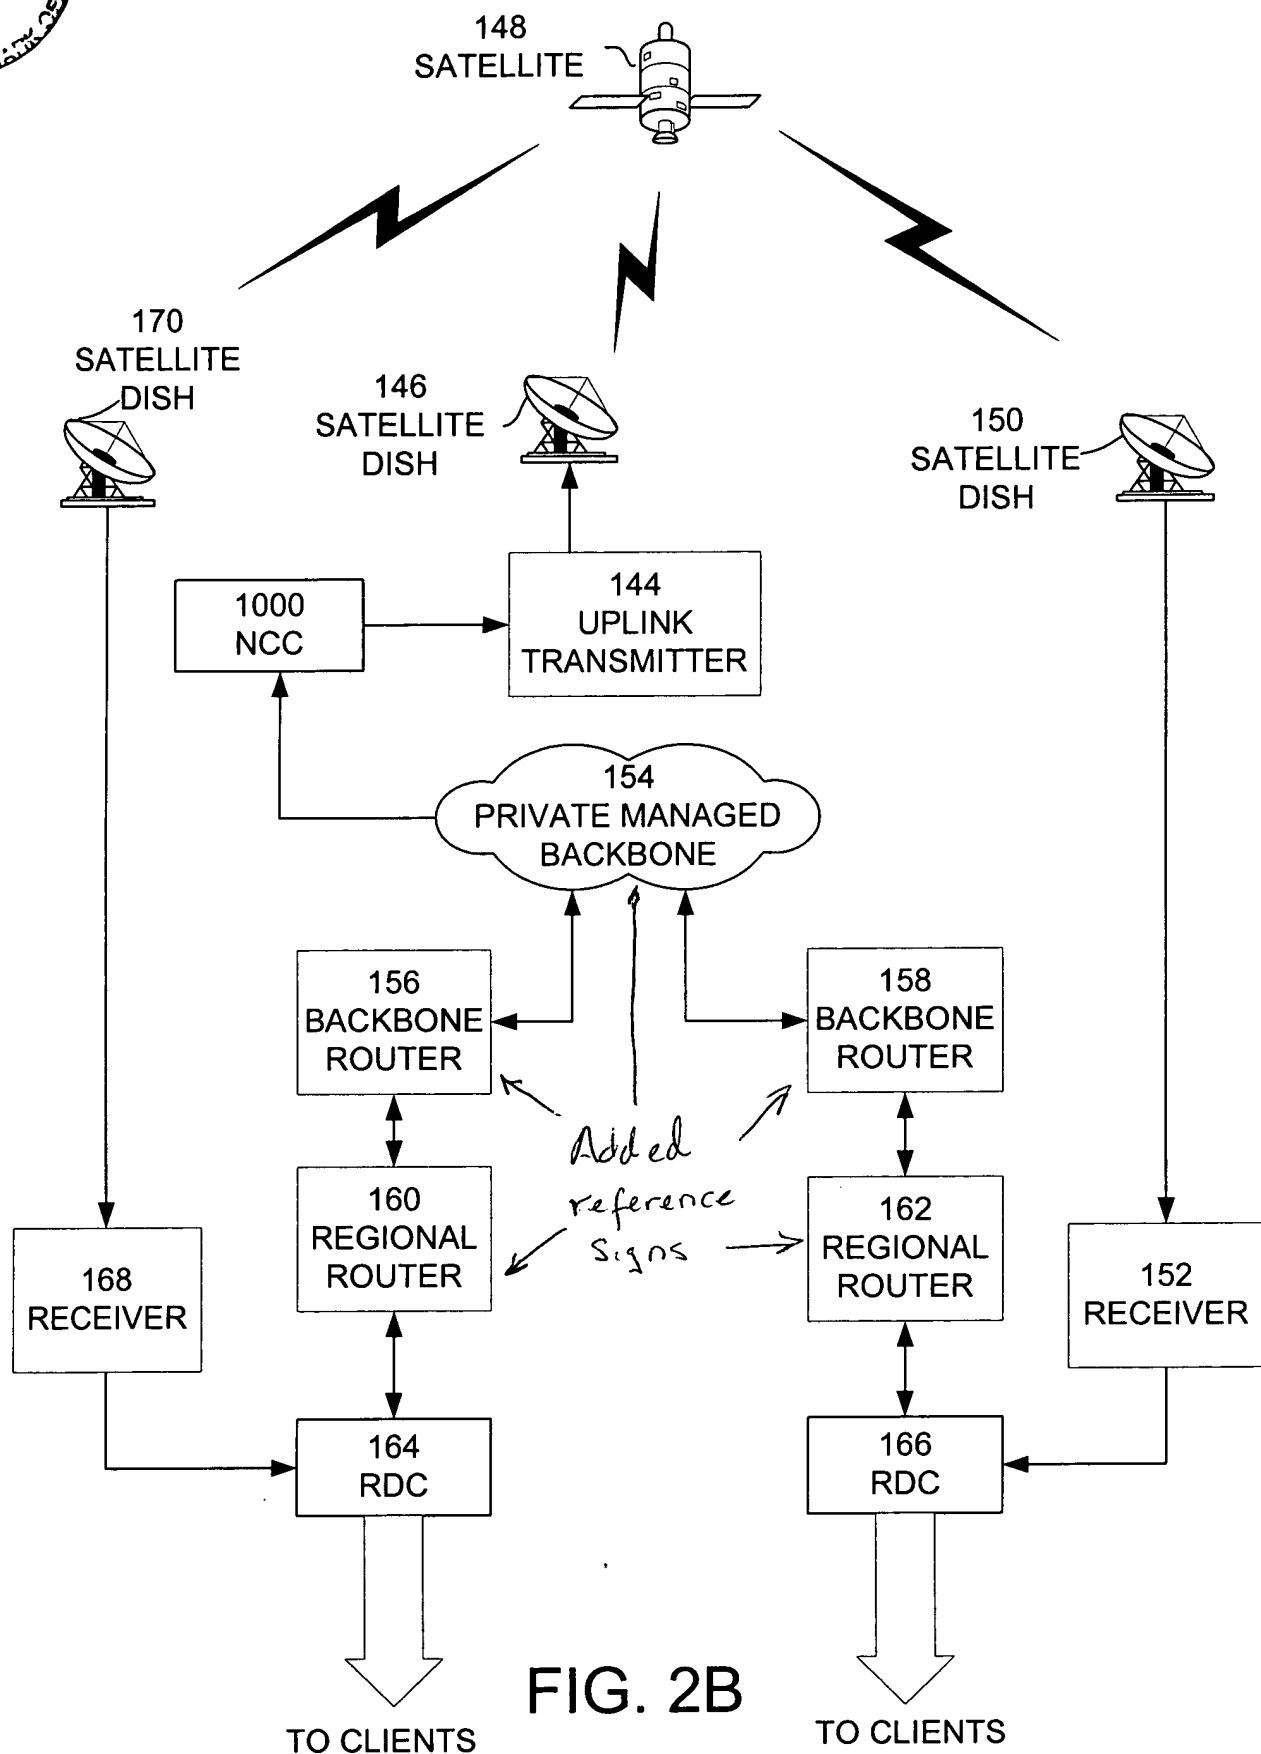 148
SATELLITE
170
SATELLITE
DISH
146
SATELLITE
DISH
150
SATELLITE
DISH
1000
NCC
144
UPLINK
TRANSMITTER
154
PRIVATE MANAGED
BACKBONE
156
BACKBONE
ROUTER
158
BACKBONE
ROUTER
Added
reference
signs
160
REGIONAL
ROUTER
162
REGIONAL
ROUTER
168
RECEIVER
152
RECEIVER
164
RDC
166
RDC
FIG. 2B
TO CLIENTS
TO CLIENTS